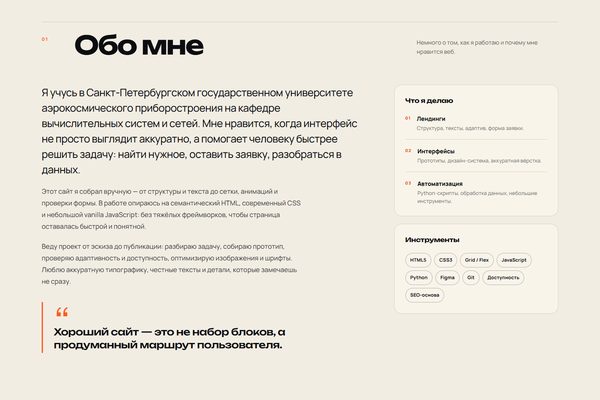 01
Обо мне
Немного о том, как я работаю и почему мне
нравится веб.
Я учусь в Санкт-Петербургском государственном университете
аэрокосмического приборостроения на кафедре
вычислительных систем и сетей. Мне нравится, когда интерфейс
не просто выглядит аккуратно, а помогает человеку быстрее
решить задачу: найти нужное, оставить заявку, разобраться в
данных.
Этот сайт я собрал вручную — от структуры и текста до сетки, анимаций и
проверки формы. В работе опираюсь на семантический HTML, современный CSS
и небольшой vanilla JavaScript: без тяжёлых фреймворков, чтобы страница
оставалась быстрой и понятной.
Веду проект от эскиза до публикации: разбираю задачу, собираю прототип,
проверяю адаптивность и доступность, оптимизирую изображения и шрифты.
Люблю аккуратную типографику, честные тексты и детали, которые замечаешь
не сразу.
“
Хороший сайт — это не набор блоков, а
продуманный маршрут пользователя.
Что я делаю
01 Лендинги
Структура, тексты, адаптив, форма заявки.
02 Интерфейсы
Прототипы, дизайн-система, аккуратная вёрстка.
03 Автоматизация
Python-скрипты, обработка данных, небольшие
инструменты.
Инструменты
HTML5 CSS3 Grid / Flex JavaScript
Python Figma Git Доступность
SEO-основа